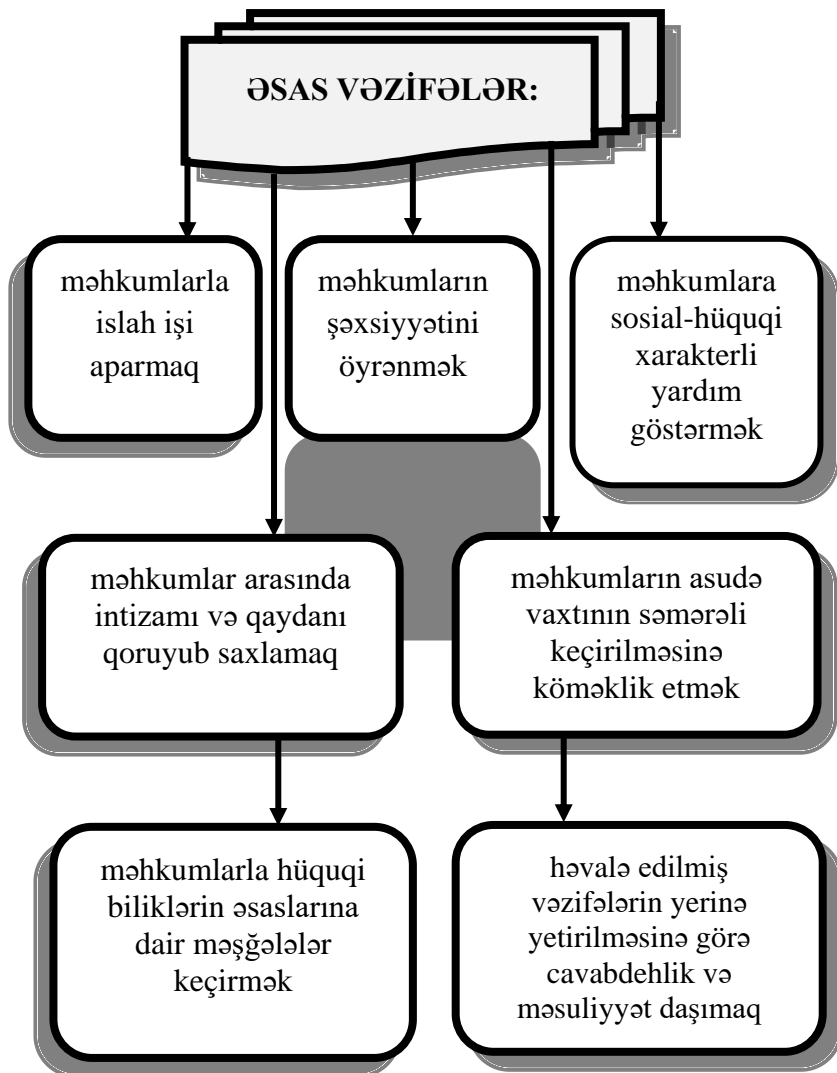 ƏSAS VƏZİFƏLƏR:
məhkumlarla
islah işi
aparmaq
məhkumların
şəxsiyyətini
öyrənmək
məhkumlara
sosial-hüquqi
xarakterli
yardım
göstərmək
məhkumlar arasında
intizamı və qaydanı
qoruyub saxlamaq
məhkumların asudə
vaxtının səmərəli
keçirilməsinə
köməklik etmək
məhkumlarla hüquqi
biliklərin əsaslarına
dair məşğələlər
keçirmək
həvalə edilmiş
vəzifələrin yerinə
yetirilməsinə görə
cavabdehlik və
məsuliyyət daşımaq